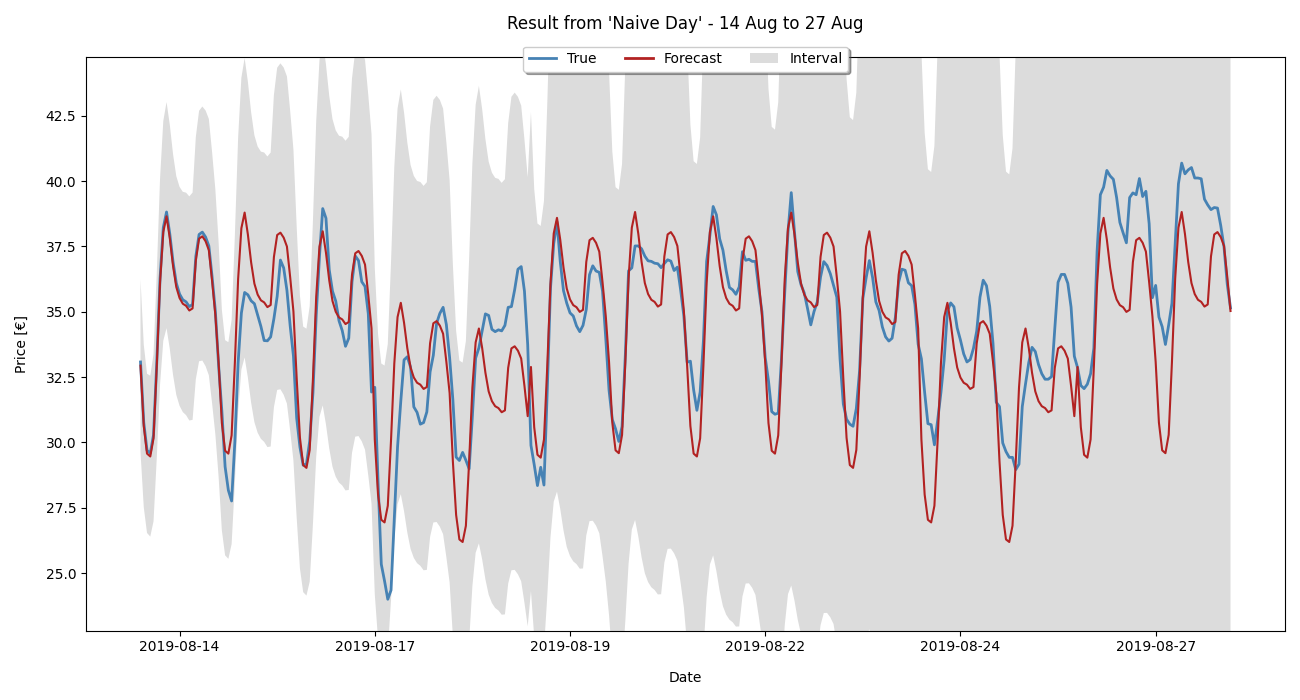 Result from 'Naive Day' - 14 Aug to 27 Aug
True Forecast Interval
42.5
40.0
37.5
35.0
32.5
30.0
27.5
25.0
Price [€]
2019-08-14 2019-08-17 2019-08-19 2019-08-22 2019-08-24 2019-08-27
Date